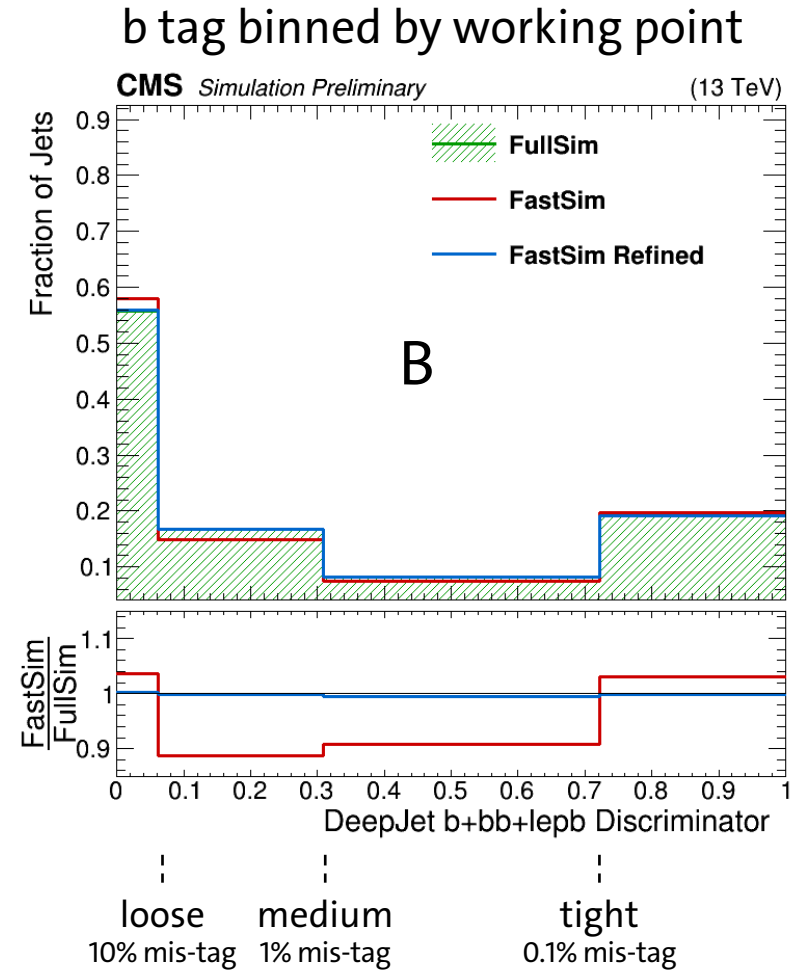 b tag binned by working point
CMS Simulation Preliminary (13 TeV)
Fraction of Jets
0.9
0.8
0.7
0.6
0.5
0.4
0.3
0.2
0.1
FullSim
FastSim
FastSim Refined
B
FastSim
FullSim
1.1
1
0.9
0 0.1 0.2 0.3 0.4 0.5 0.6 0.7 0.8 0.9 1
DeepJet b+bb+lepb Discriminator
loose medium tight
10% mis-tag 1% mis-tag 0.1% mis-tag